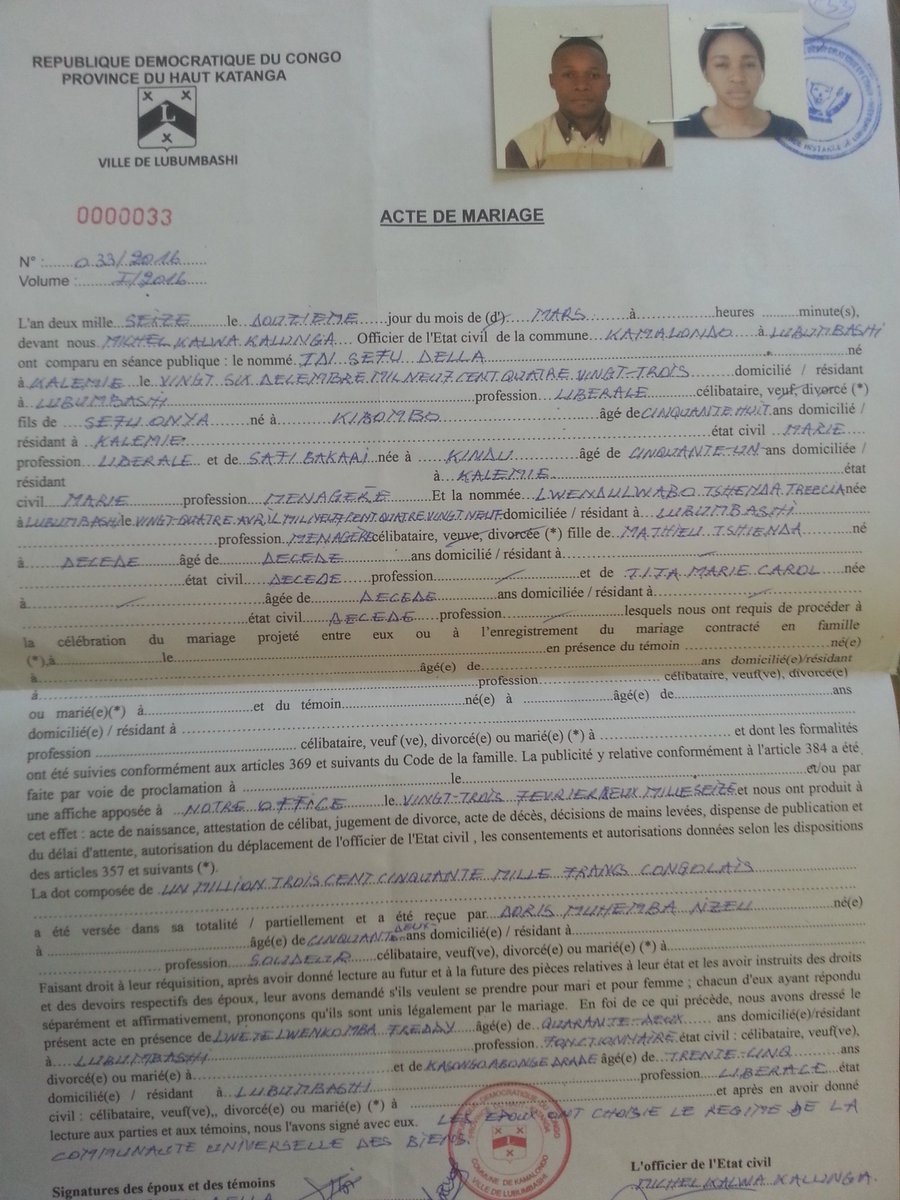 REPUBLIQUE DEMOCRATIQUE DU CONGO
PROVINCE DU HAUT KATANGA
L
VILLE DE LUBUMBASHI
0000033
ACTE DE MARIAGE
N° : 033/2016
Volume : I/2016
L'an deux mille SEIZE le DOUZIEME jour du mois de (d') MARS à heures minute(s),
devant nous MICHEL KALWA KALUNGA Officier de l'Etat civil de la commune KAMALONDO à LUBUMBASHI
ont comparu en séance publique : le nommé IDI SEFU DELLA né
à KALEMIE le VINGT SIX DECEMBRE MIL NEUF CENT QUATRE VINGT-TROIS domicilié / résidant
à LUBUMBASHI profession LIBERALE célibataire, veuf, divorcé (*)
fils de SEFU ONYA né à KIBOMBO âgé de CINQUANTE HUIT ans domicilié /
résidant à KALEMIE état civil MARIE
profession LIBERALE et de SAFI BAKARI née à KINDU âgé de CINQUANTE-UN ans domiciliée /
résidant à KALEMIE état
civil MARIE profession MENAGERE Et la nommée LWENDULWABO TSHENDA née
à LUBUMBASHI le VINGT-QUATRE AVRIL MIL NEUF CENT QUATRE VINGT NEUF domiciliée / résidant à LUBUMBASHI
profession MENAGERE célibataire, veuve, divorcée (*) fille de MATHIEU TSHENDA né
à DECEDE âgé de DECEDE ans domicilié / résidant à
état civil DECEDE profession et de TITA MARIE CAROL née
à âgée de DECEDE ans domiciliée / résidant à
état civil DECEDE profession lesquels nous ont requis de procéder à
la célébration du mariage projeté entre eux ou à l'enregistrement du mariage contracté en famille
(*),à le en présence du témoin né(e)
à âgé(e) de ans domicilié(e)/résidant
à profession célibataire, veuf(ve), divorcé(e)
ou marié(e)(*) à et du témoin né(e) à âgé(e) de ans
domicilié(e) / résidant à
profession célibataire, veuf (ve), divorcé(e) ou marié(e) (*) à et dont les formalités
ont été suivies conformément aux articles 369 et suivants du Code de la famille. La publicité y relative conformément à l'article 384 a été
faite par voie de proclamation à le et/ou par
une affiche apposée à NOTRE OFFICE le VINGT-TROIS FEVRIER DEUX MILLE SEIZE et nous ont produit à
cet effet : acte de naissance, attestation de célibat, jugement de divorce, acte de décès, décisions de mains levées, dispense de publication et
du délai d'attente, autorisation du déplacement de l'officier de l'Etat civil , les consentements et autorisations données selon les dispositions
des articles 357 et suivants (*).
La dot composée de UN MILLION TROIS CENT CINQUANTE MILLE FRANCS CONGOLAIS
a été versée dans sa totalité / partiellement et a été reçue par DORIS MUHEMBA NZEU né(e)
à âgé(e) de CINQUANTE DEUX ans domicilié(e) / résidant à
profession SOUDEUR célibataire, veuf(ve), divorcé(e) ou marié(e) (*) à
Faisant droit à leur réquisition, après avoir donné lecture au futur et à la future des pièces relatives à leur état et les avoir instruits des droits
et des devoirs respectifs des époux, leur avons demandé s'ils veulent se prendre pour mari et pour femme ; chacun d'eux ayant répondu
séparément et affirmativement, prononçons qu'ils sont unis légalement par le mariage. En foi de ce qui précède, nous avons dressé le
présent acte en présence de LWENKOMBA FREDDY âgé(e) de QUARANTE-DEUX ans domicilié(e)/résidant
à LUBUMBASHI profession FONCTIONNAIRE état civil : célibataire, veuf(ve),
divorcé(e) ou marié(e) à et de KASONGO ABONGE DRADE âgé(e) de TRENTE CINQ ans
domicilié(e) / résidant à LUBUMBASHI profession LIBERALE état
civil : célibataire, veuf(ve),, divorcé(e) ou marié(e) (*) à et après en avoir donné
lecture aux parties et aux témoins, nous l'avons signé avec eux. LES EPOUX ONT CHOISIE LE REGIME DE LA
COMMUNAUTE UNIVERSELLE DES BIENS.
COMMUNE DE KAMALONDO
VILLE DE LUBUMBASHI
Signatures des époux et des témoins
L'officier de l'Etat civil
MICHEL KALWA KALUNGA